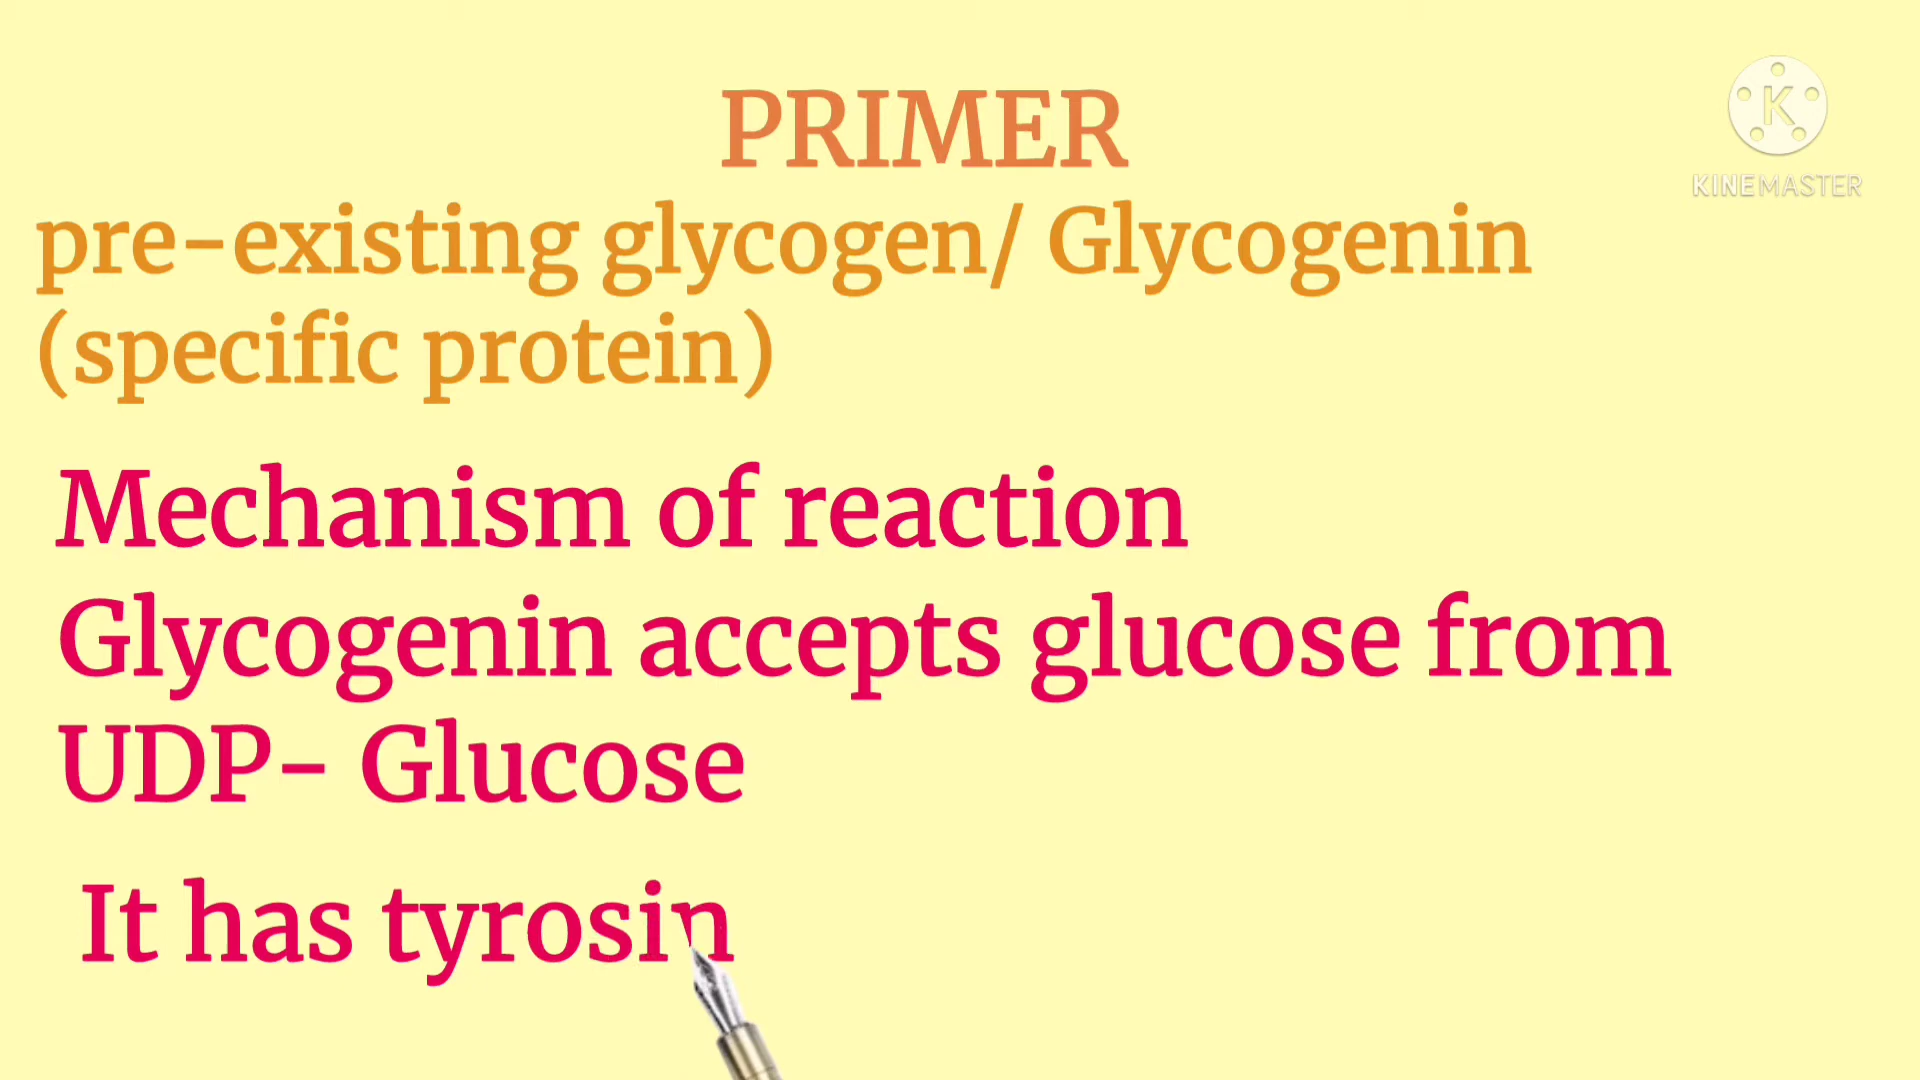 PRIMER
KINEMASTER
pre-existing glycogen/ Glycogenin
(specific protein)
Mechanism of reaction
Glycogenin accepts glucose from
UDP- Glucose
It has tyrosin